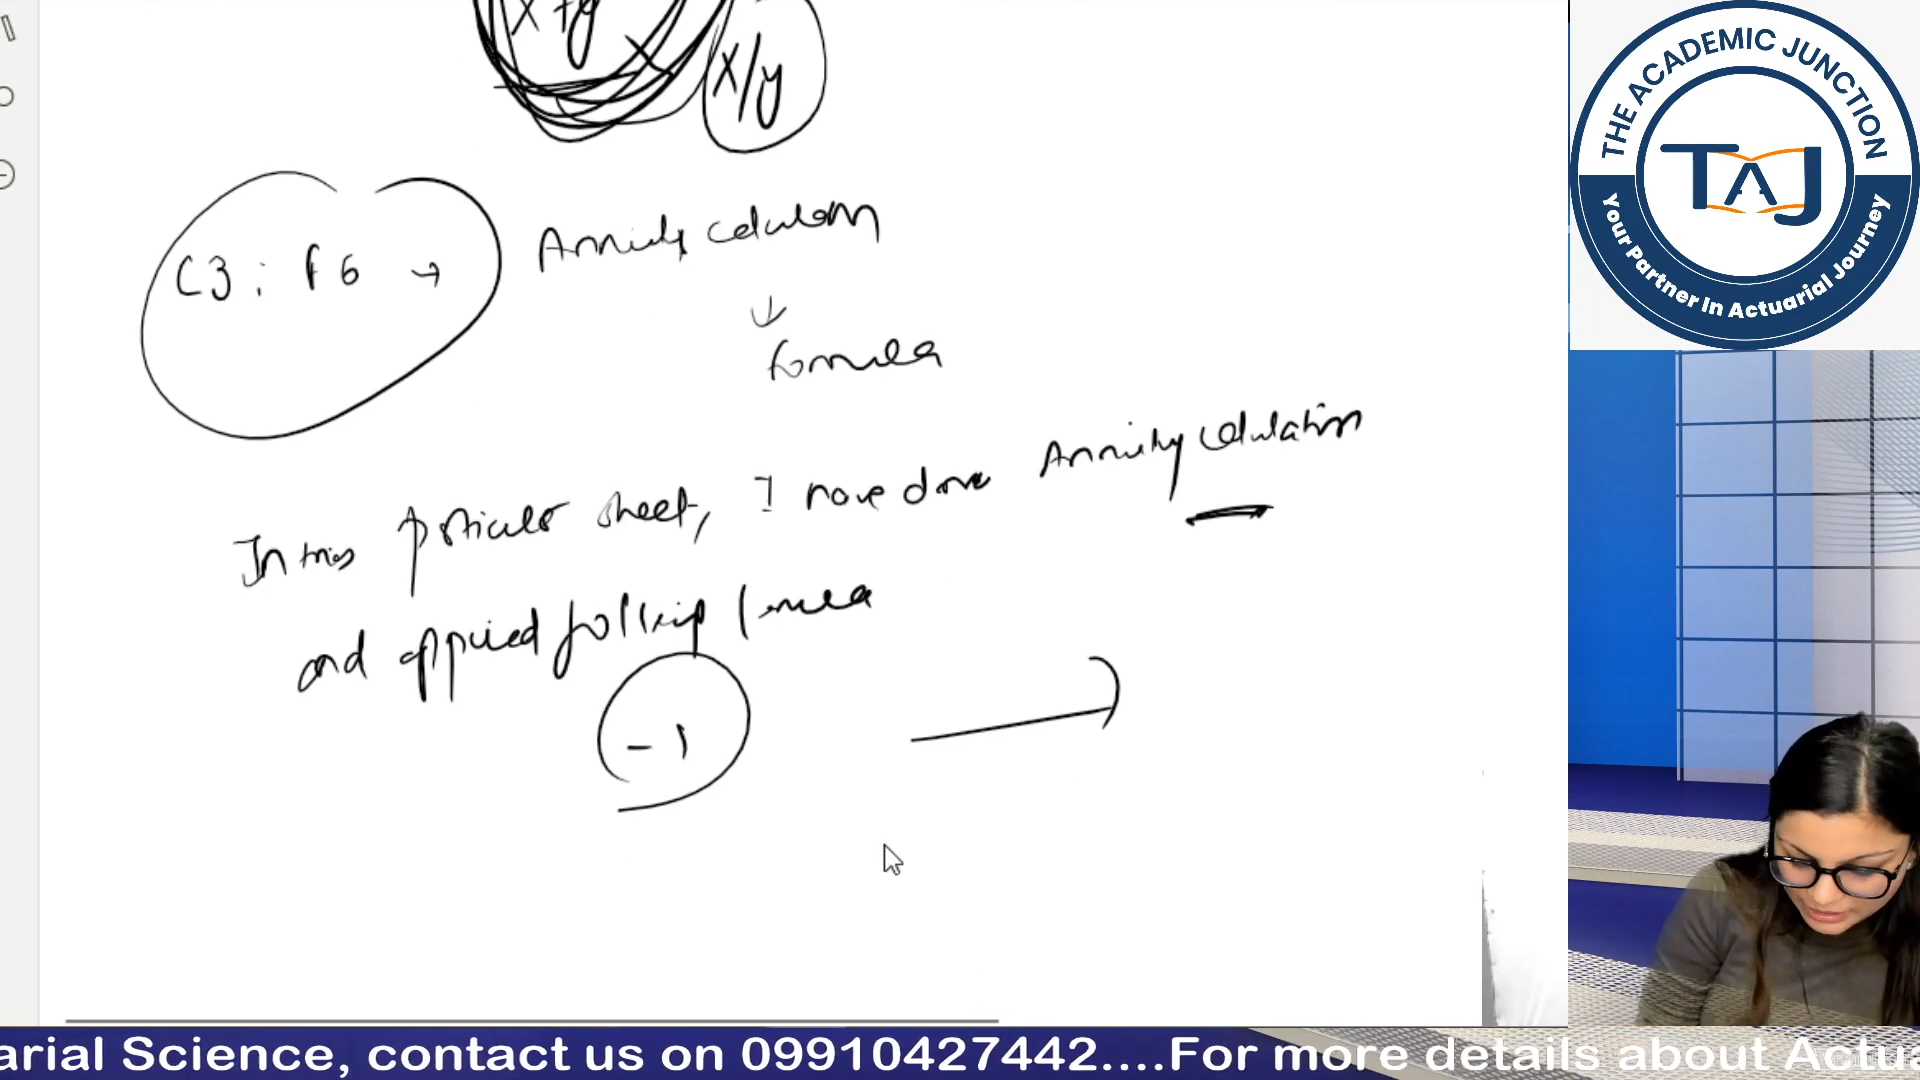 x+y
x
x/y
C3 : F6 → Annuity calculation
↓
formula
In this particular sheet, I have done Annuity calculation
and applied following formula
- 1
THE ACADEMIC JUNCTION
TAJ
Your Partner In Actuarial Journey
arial Science, contact us on 09910427442....For more details about Actua